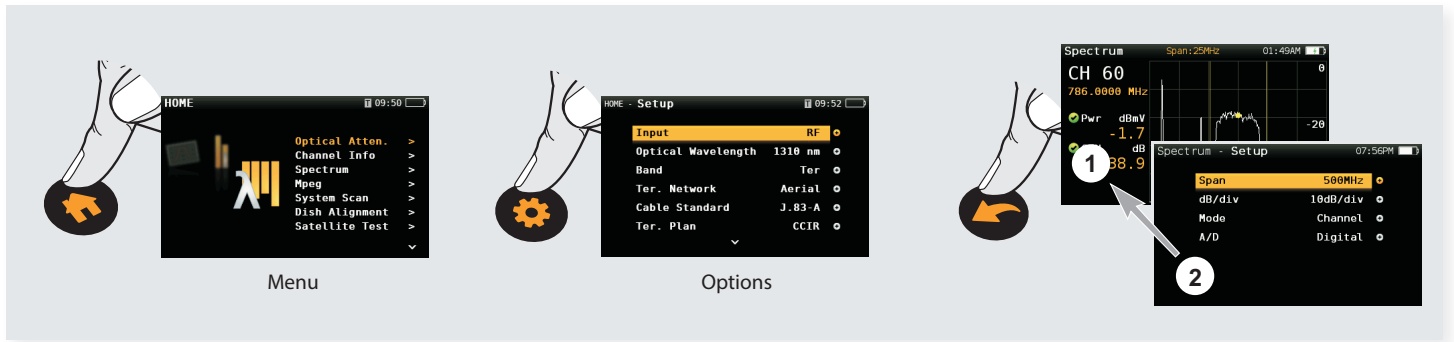 HOME T 09:50
Optical Atten. >
Channel Info >
Spectrum >
Mpeg >
System Scan >
Dish Alignment >
Satellite Test >
Menu
HOME - Setup T 09:52
Input RF
Optical Wavelength 1310 nm
Band Ter
Ter. Network Aerial
Cable Standard J.83-A
Ter. Plan CCIR
Options
Spectrum Span:25MHz 01:49AM
CH 60
786.0000 MHz
Pwr dBmV
-1.7
dB
38.9
0
-20
1
Spectrum - Setup 07:56PM
Span 500MHz
dB/div 10dB/div
Mode Channel
A/D Digital
2